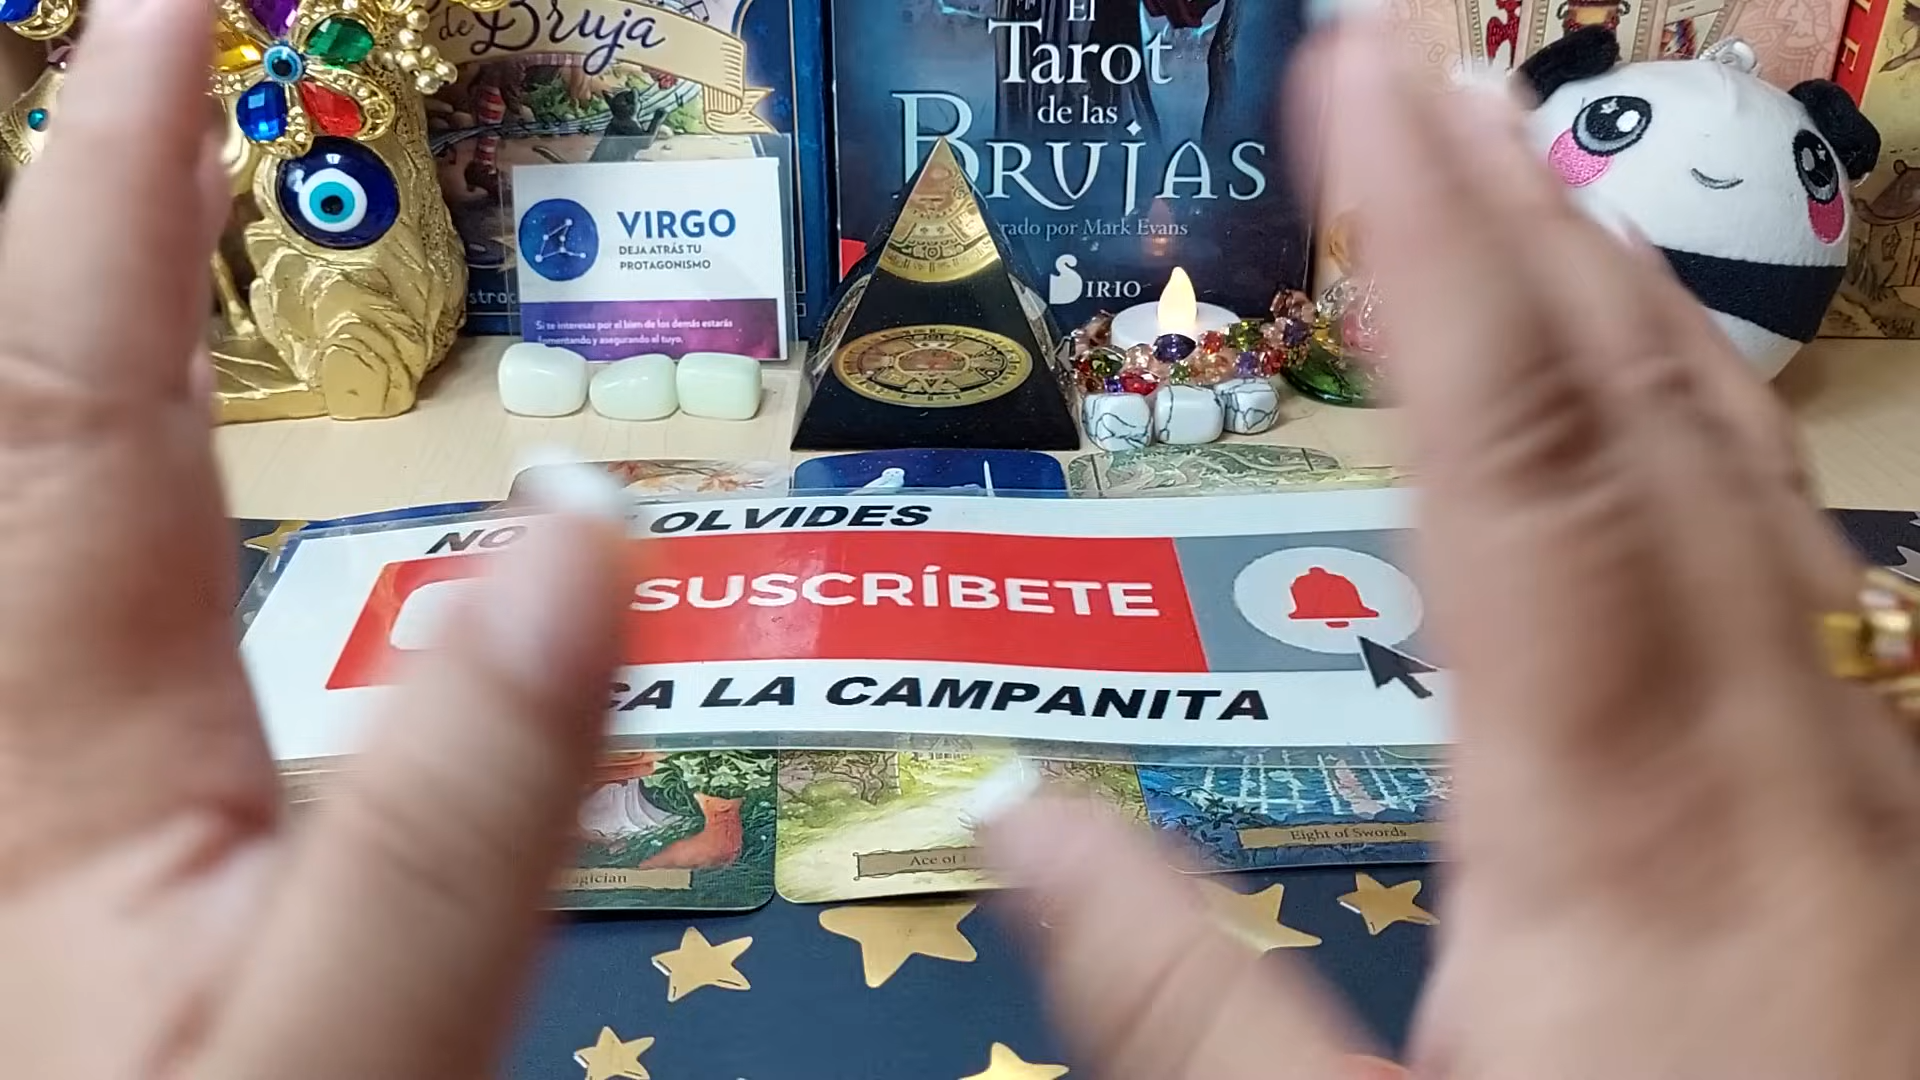 de Bruja
El
Tarot
de las
BRUJAS
rado por Mark Evans
SIRIO
VIRGO
DEJA ATRÁS TU
PROTAGONISMO
Si te interesas por el bien de los demás estarás
fomentando y asegurando el tuyo.
NO OLVIDES
SUSCRÍBETE
CA LA CAMPANITA
agician
Ace of
Eight of Swords